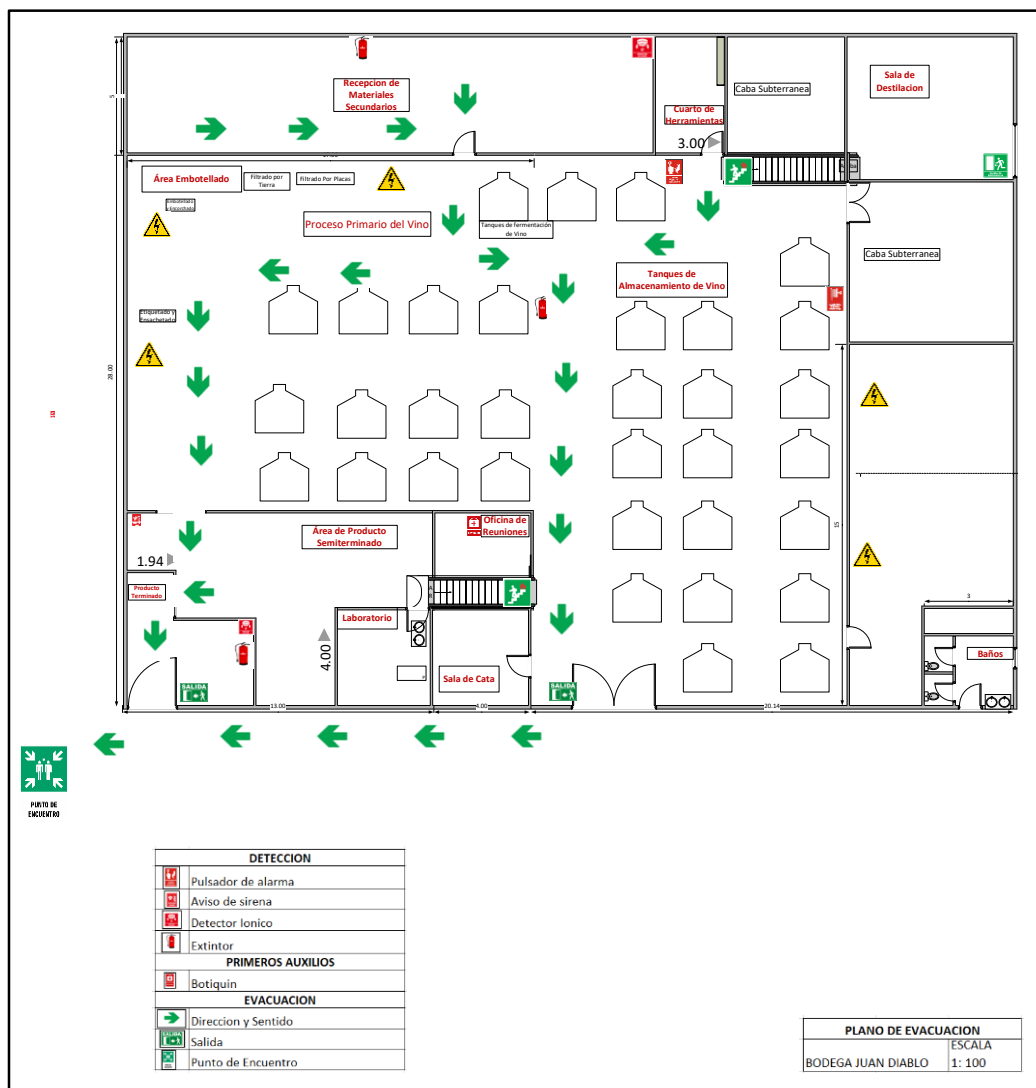 Recepcion de
Materiales
Secundarios
Cuarto de
Herramientas
3.00
Caba Subterranea
Sala de
Destilacion
5
Área Embotellado
Filtrado por
Tierra
Filtrado Por Placas
Proceso Primario del Vino
Tanques de fermentación
de Vino
Tanques de
Almacenamiento de Vino
Caba Subterranea
Etiquetado y
Ensachetado
28.00
15
Área de Producto
Semiterminado
Oficina de
Reuniones
1.94
Producto
Terminado
Laboratorio
4.00
Sala de Cata
3
Baños
SALIDA
SALIDA
13.00
4.00
20.14
PUNTO DE
ENCUENTRO
DETECCION
Pulsador de alarma
Aviso de sirena
Detector Ionico
Extintor
PRIMEROS AUXILIOS
Botiquin
EVACUACION
Direccion y Sentido
Salida
Punto de Encuentro
PLANO DE EVACUACION
ESCALA
BODEGA JUAN DIABLO
1: 100